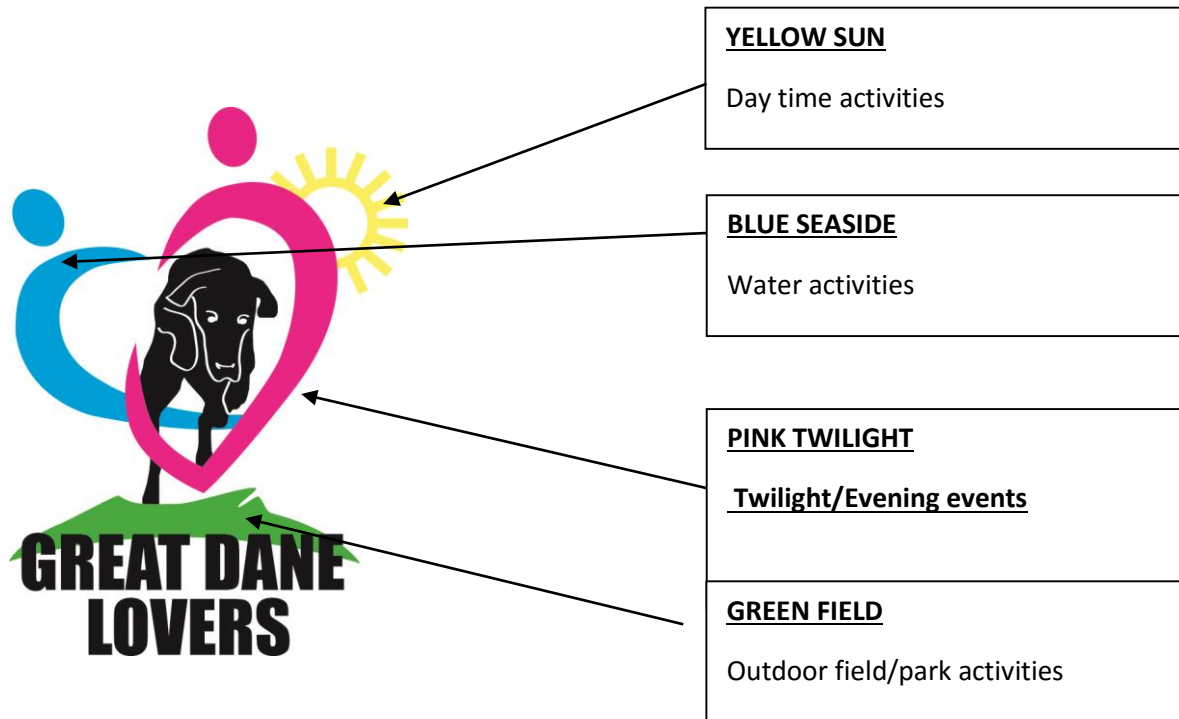 YELLOW SUN
Day time activities
BLUE SEASIDE
Water activities
PINK TWILIGHT
Twilight/Evening events
GREEN FIELD
Outdoor field/park activities
GREAT DANE
LOVERS